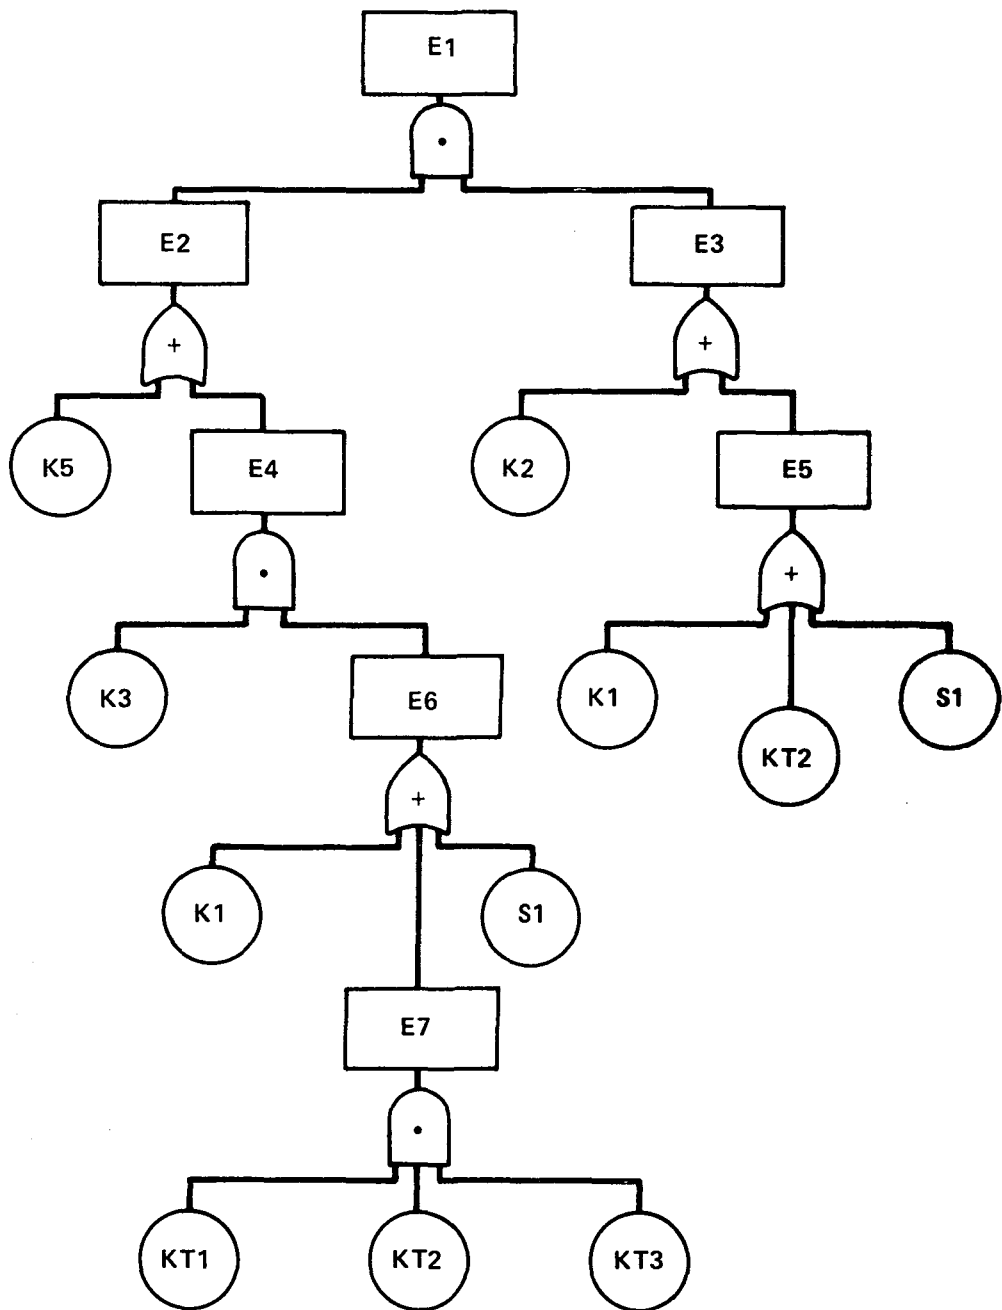 E1
·
E2
E3
+
+
K5
E4
K2
E5
·
+
K3
E6
K1
KT2
S1
+
K1
S1
E7
·
KT1
KT2
KT3